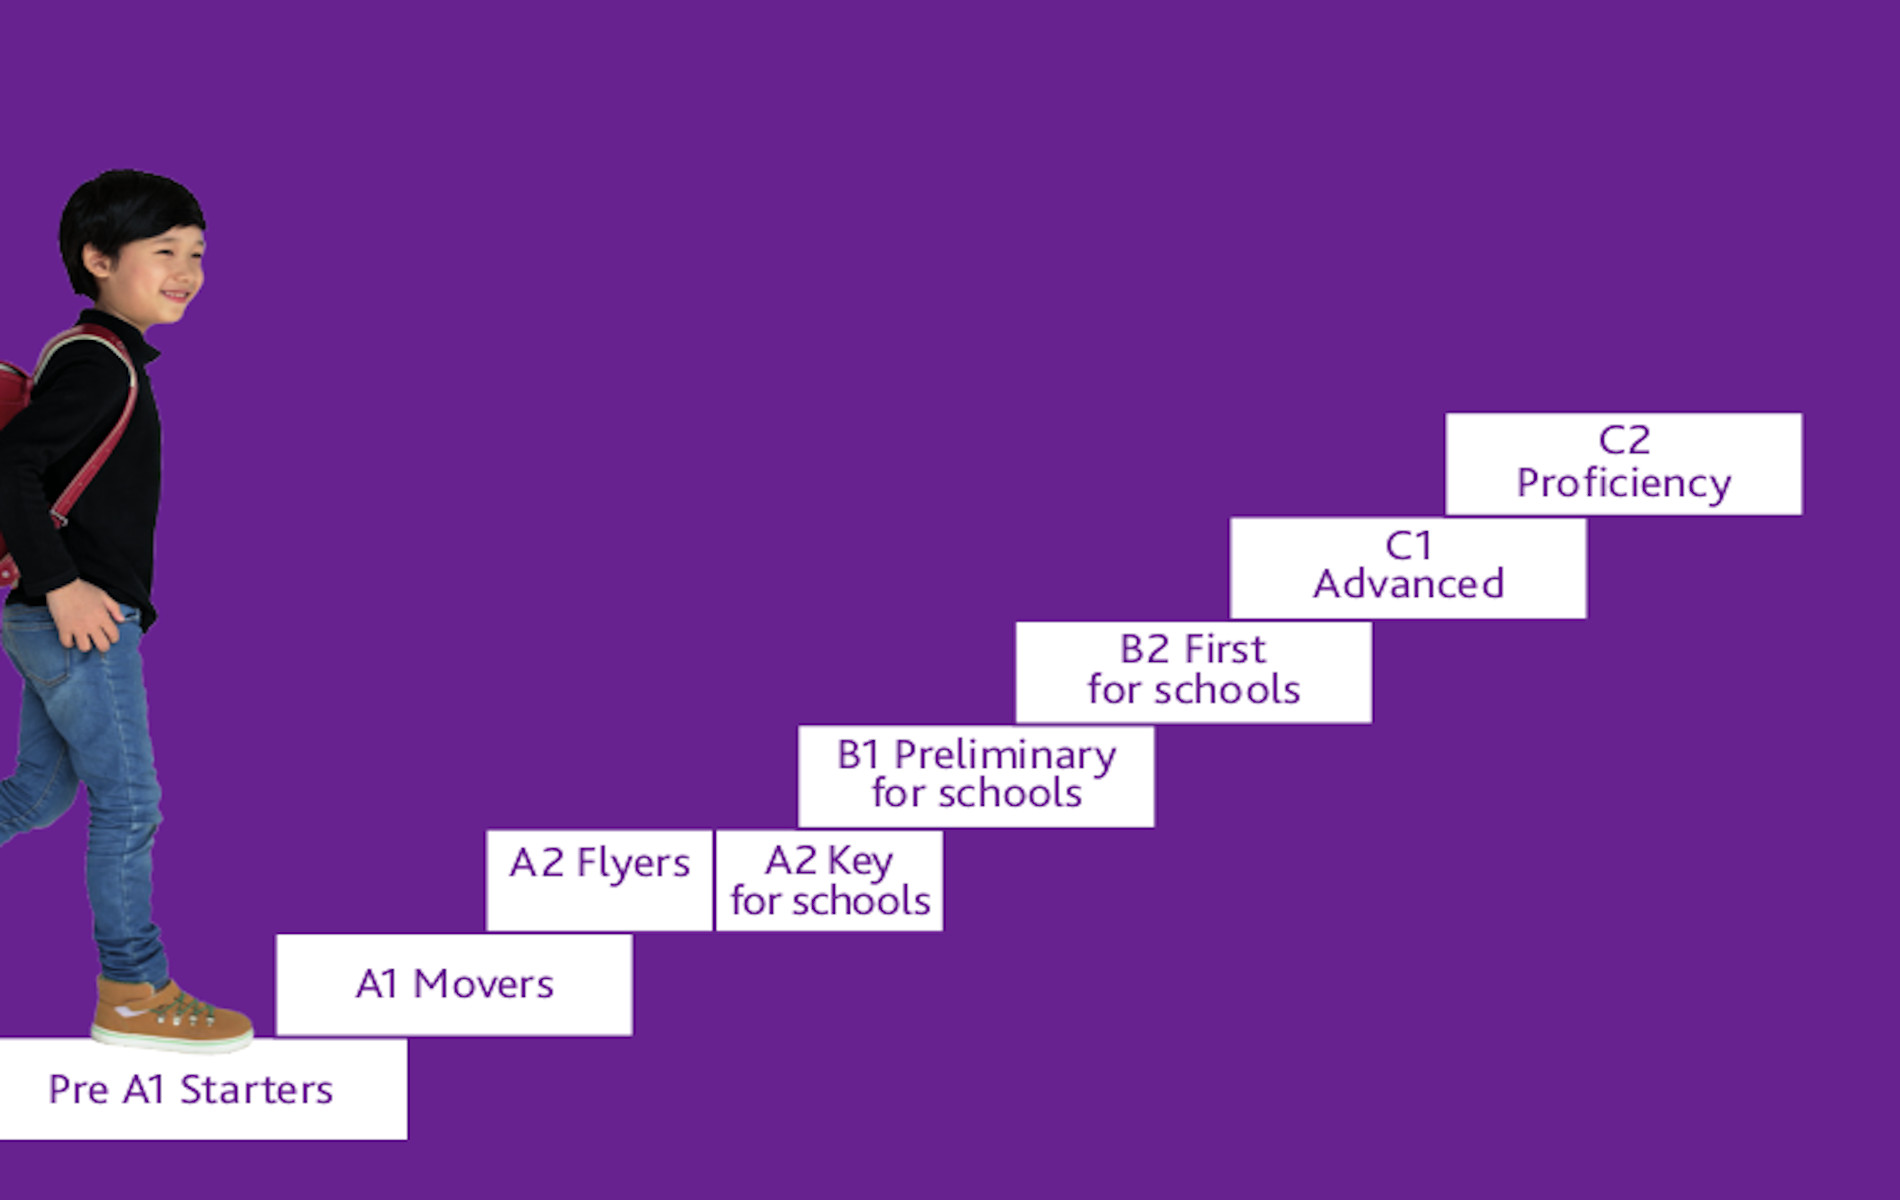 C2
Proficiency
C1
Advanced
B2 First
for schools
B1 Preliminary
for schools
A2 Flyers
A2 Key
for schools
A1 Movers
Pre A1 Starters